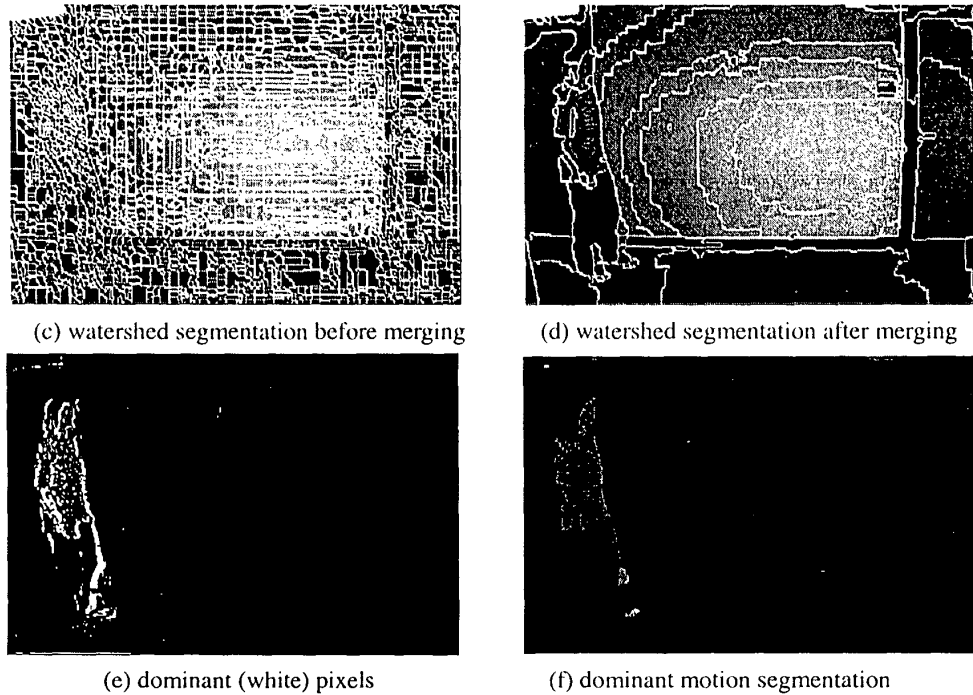 (c) watershed segmentation before merging
(d) watershed segmentation after merging
(e) dominant (white) pixels
(f) dominant motion segmentation